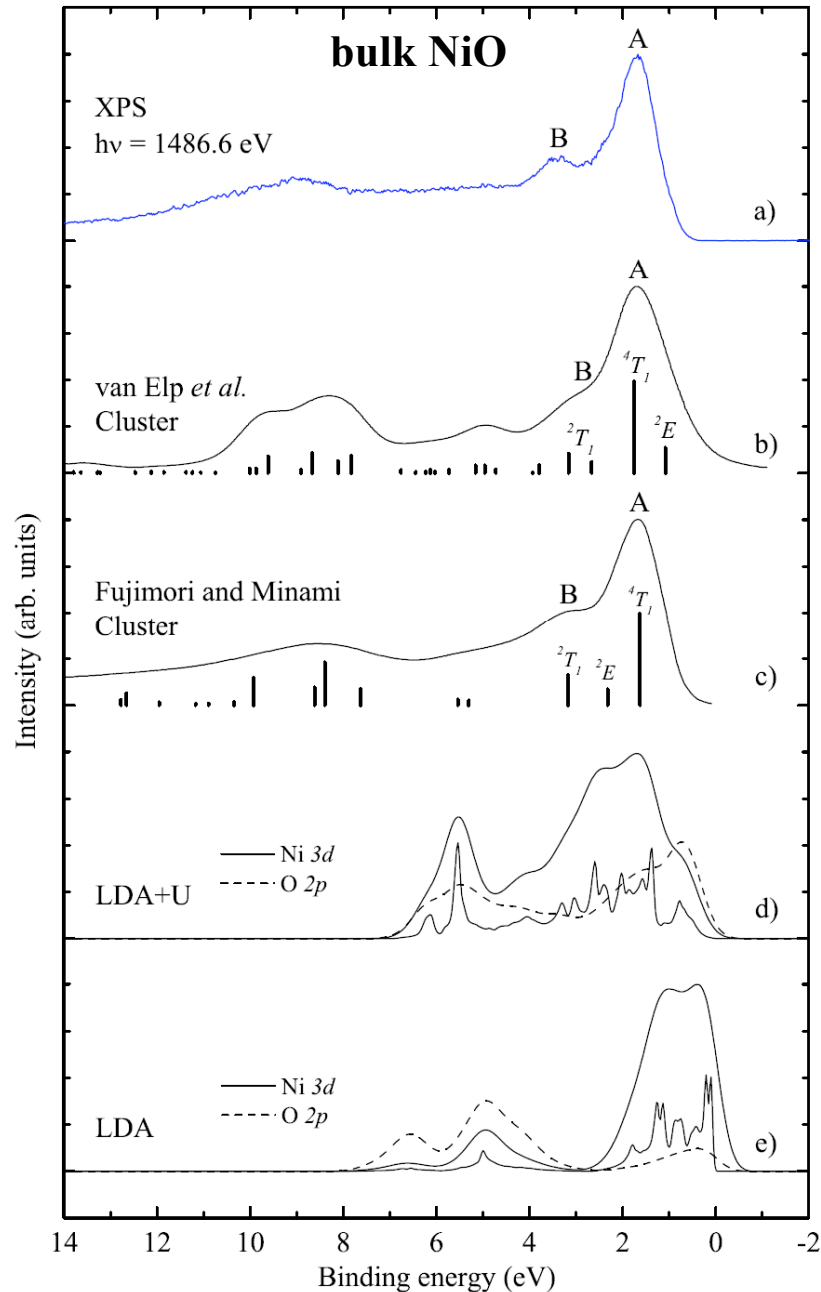 bulk NiO
A
XPS
hν = 1486.6 eV
B
a)
A
van Elp et al.
Cluster
B
⁴T₁
²T₁
²E
b)
A
Fujimori and Minami
Cluster
B
⁴T₁
²T₁
²E
c)
Ni 3d
O 2p
LDA+U
d)
Ni 3d
O 2p
LDA
e)
Intensity (arb. units)
14 12 10 8 6 4 2 0 -2
Binding energy (eV)